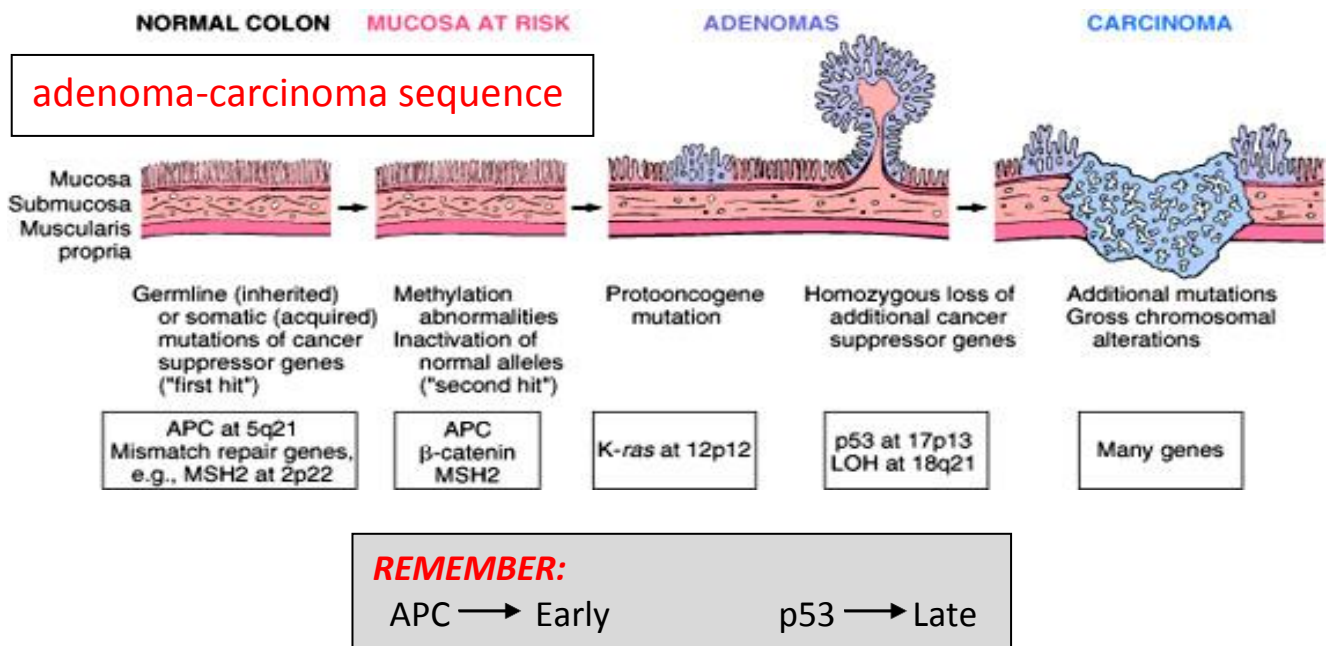 NORMAL COLON MUCOSA AT RISK ADENOMAS CARCINOMA
adenoma-carcinoma sequence
Mucosa
Submucosa
Muscularis
propria
Germline (inherited)
or somatic (acquired)
mutations of cancer
suppressor genes
("first hit")
Methylation
abnormalities
Inactivation of
normal alleles
("second hit")
Protooncogene
mutation
Homozygous loss of
additional cancer
suppressor genes
Additional mutations
Gross chromosomal
alterations
APC at 5q21
Mismatch repair genes,
e.g., MSH2 at 2p22
APC
β-catenin
MSH2
K-ras at 12p12
p53 at 17p13
LOH at 18q21
Many genes
REMEMBER:
APC → Early p53 → Late